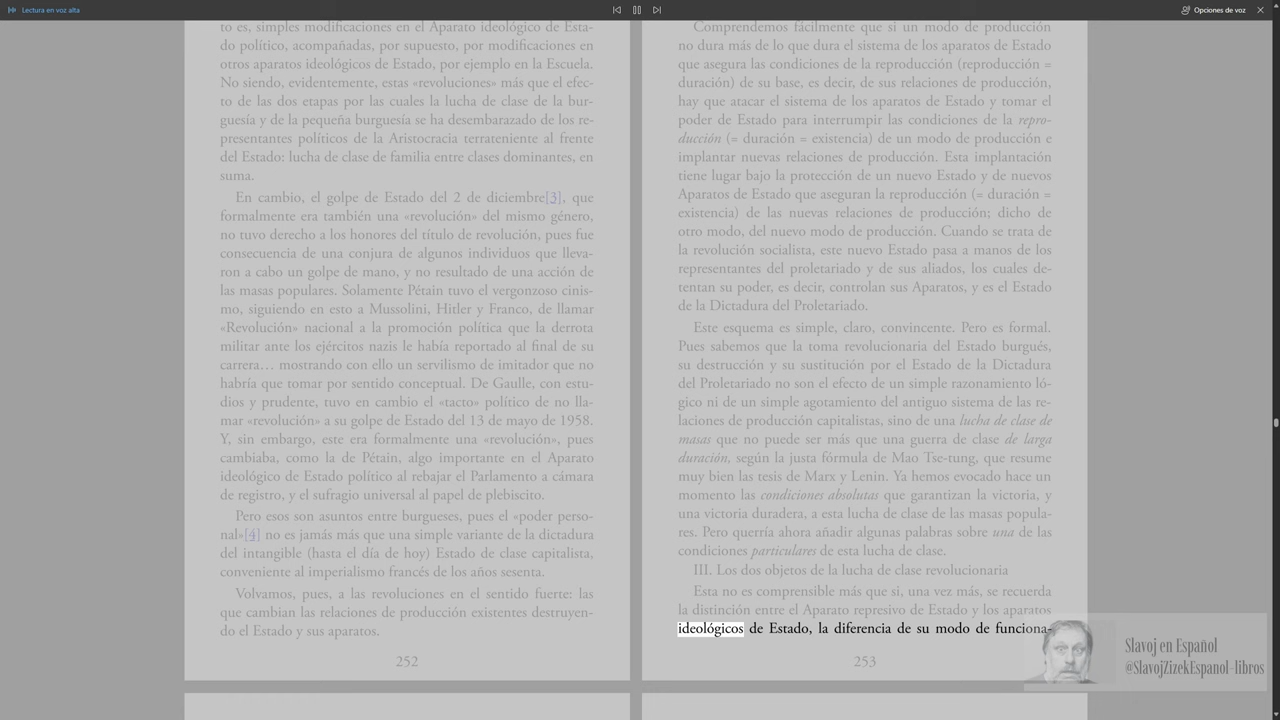 Lectura en voz alta
Opciones de voz
to es, simples modificaciones en el Aparato ideológico de Esta-
do político, acompañadas, por supuesto, por modificaciones en
otros aparatos ideológicos de Estado, por ejemplo en la Escuela.
No siendo, evidentemente, estas «revoluciones» más que el efec-
to de las dos etapas por las cuales la lucha de clase de la bur-
guesía y de la pequeña burguesía se ha desembarazado de los re-
presentantes políticos de la Aristocracia terrateniente al frente
del Estado: lucha de clase de familia entre clases dominantes, en
suma.
En cambio, el golpe de Estado del 2 de diciembre[3], que
formalmente era también una «revolución» del mismo género,
no tuvo derecho a los honores del título de revolución, pues fue
consecuencia de una conjura de algunos individuos que lleva-
ron a cabo un golpe de mano, y no resultado de una acción de
las masas populares. Solamente Pétain tuvo el vergonzoso cinis-
mo, siguiendo en esto a Mussolini, Hitler y Franco, de llamar
«Revolución» nacional a la promoción política que la derrota
militar ante los ejércitos nazis le había reportado al final de su
carrera… mostrando con ello un servilismo de imitador que no
habría que tomar por sentido conceptual. De Gaulle, con estu-
dios y prudente, tuvo en cambio el «tacto» político de no lla-
mar «revolución» a su golpe de Estado del 13 de mayo de 1958.
Y, sin embargo, este era formalmente una «revolución», pues
cambiaba, como la de Pétain, algo importante en el Aparato
ideológico de Estado político al rebajar el Parlamento a cámara
de registro, y el sufragio universal al papel de plebiscito.
Pero esos son asuntos entre burgueses, pues el «poder perso-
nal»[4] no es jamás más que una simple variante de la dictadura
del intangible (hasta el día de hoy) Estado de clase capitalista,
conveniente al imperialismo francés de los años sesenta.
Volvamos, pues, a las revoluciones en el sentido fuerte: las
que cambian las relaciones de producción existentes destruyen-
do el Estado y sus aparatos.
252
Comprendemos fácilmente que si un modo de producción
no dura más de lo que dura el sistema de los aparatos de Estado
que asegura las condiciones de la reproducción (reproducción =
duración) de su base, es decir, de sus relaciones de producción,
hay que atacar el sistema de los aparatos de Estado y tomar el
poder de Estado para interrumpir las condiciones de la repro-
ducción (= duración = existencia) de un modo de producción e
implantar nuevas relaciones de producción. Esta implantación
tiene lugar bajo la protección de un nuevo Estado y de nuevos
Aparatos de Estado que aseguran la reproducción (= duración =
existencia) de las nuevas relaciones de producción; dicho de
otro modo, del nuevo modo de producción. Cuando se trata de
la revolución socialista, este nuevo Estado pasa a manos de los
representantes del proletariado y de sus aliados, los cuales de-
tentan su poder, es decir, controlan sus Aparatos, y es el Estado
de la Dictadura del Proletariado.
Este esquema es simple, claro, convincente. Pero es formal.
Pues sabemos que la toma revolucionaria del Estado burgués,
su destrucción y su sustitución por el Estado de la Dictadura
del Proletariado no son el efecto de un simple razonamiento ló-
gico ni de un simple agotamiento del antiguo sistema de las re-
laciones de producción capitalistas, sino de una lucha de clase de
masas que no puede ser más que una guerra de clase de larga
duración, según la justa fórmula de Mao Tse-tung, que resume
muy bien las tesis de Marx y Lenin. Ya hemos evocado hace un
momento las condiciones absolutas que garantizan la victoria, y
una victoria duradera, a esta lucha de clase de las masas popula-
res. Pero querría ahora añadir algunas palabras sobre una de las
condiciones particulares de esta lucha de clase.
III. Los dos objetos de la lucha de clase revolucionaria
Esta no es comprensible más que si, una vez más, se recuerda
la distinción entre el Aparato represivo de Estado y los aparatos
ideológicos de Estado, la diferencia de su modo de funciona-
253
Slavoj en Español
@SlavojZizekEspanol-libros